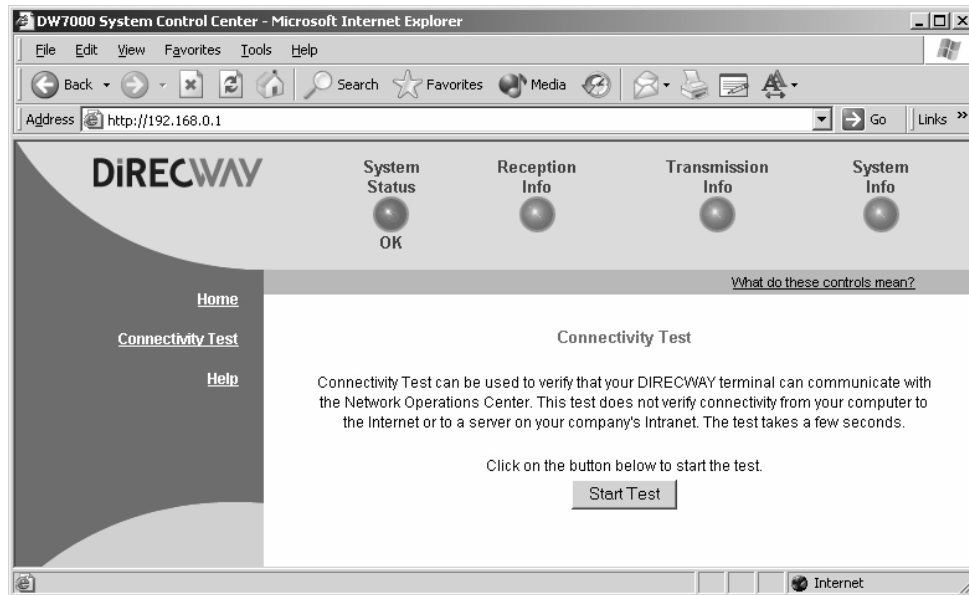 DW7000 System Control Center - Microsoft Internet Explorer
File Edit View Favorites Tools Help
Back Search Favorites Media
Address http://192.168.0.1 Go Links »
DiRECWAY
System Status
OK
Reception Info
Transmission Info
System Info
What do these controls mean?
Home
Connectivity Test
Help
Connectivity Test
Connectivity Test can be used to verify that your DIRECWAY terminal can communicate with
the Network Operations Center. This test does not verify connectivity from your computer to
the Internet or to a server on your company's Intranet. The test takes a few seconds.
Click on the button below to start the test.
Start Test
Internet